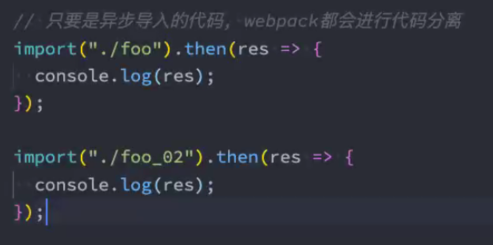 // 只要是异步导入的代码, webpack都会进行代码分离
import("./foo").then(res => {
  console.log(res);
});

import("./foo_02").then(res => {
  console.log(res);
});